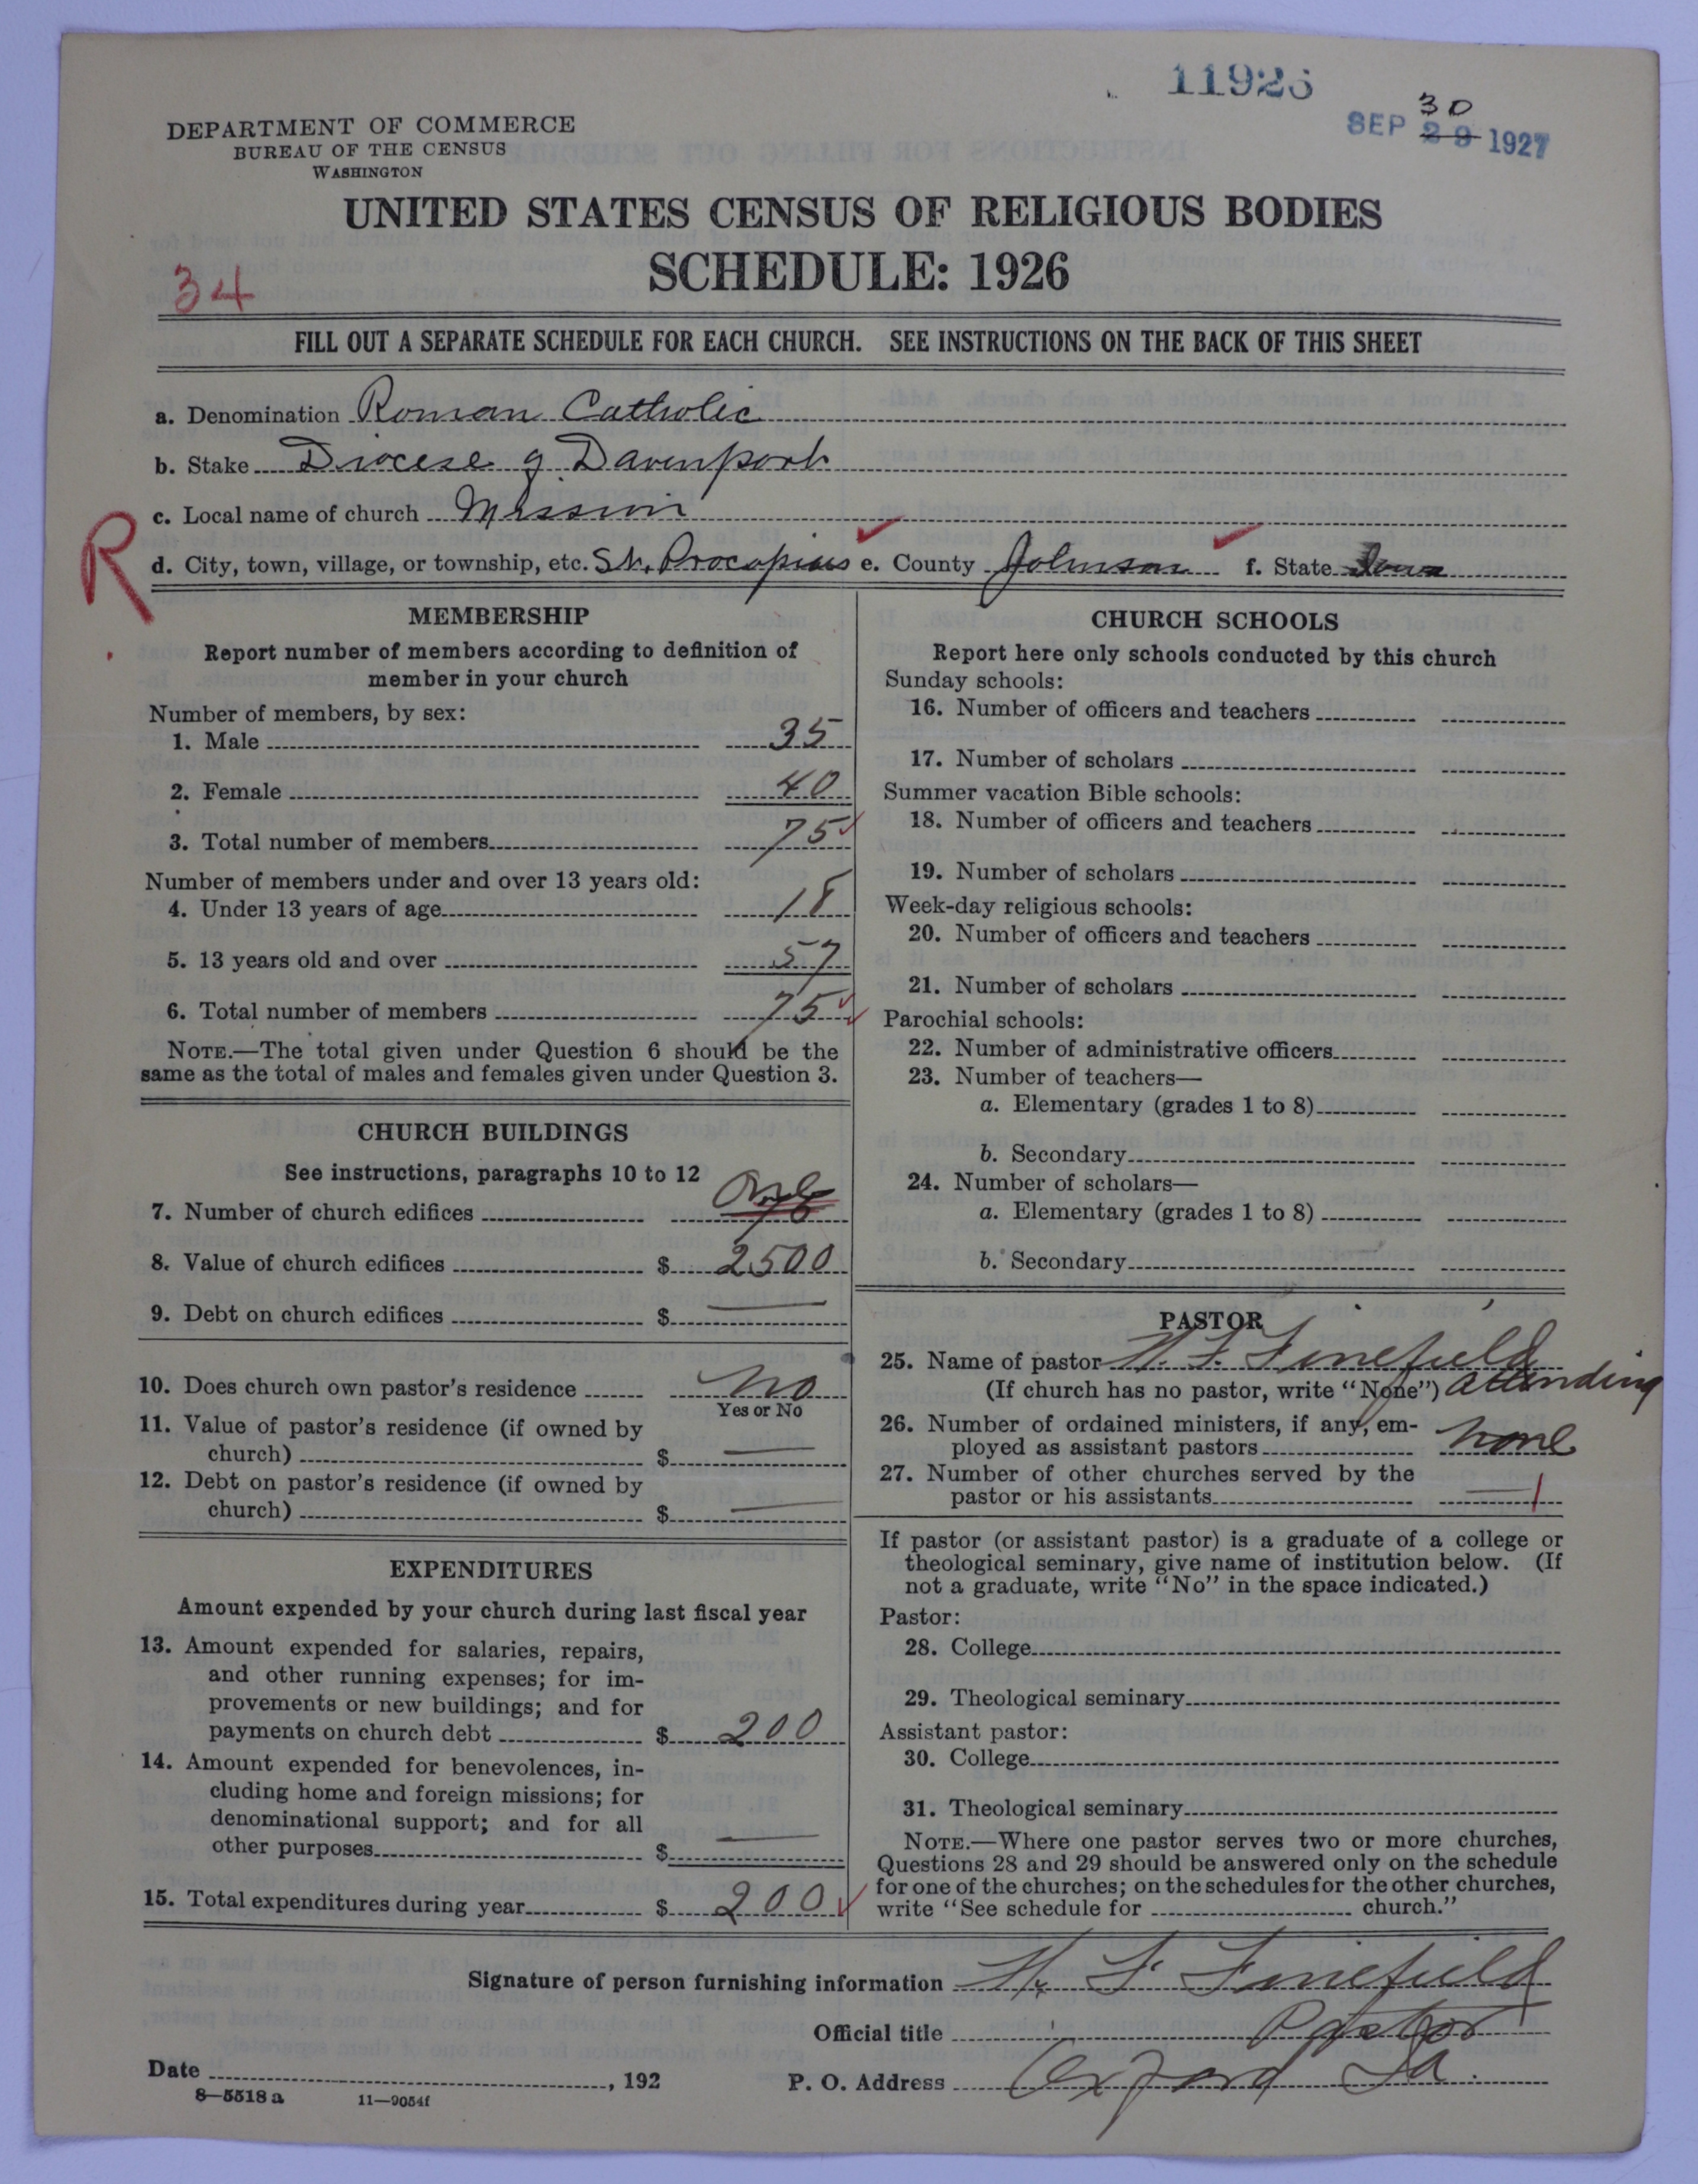 11926
SEP 29 1927
30
DEPARTMENT OF COMMERCE
BUREAU OF THE CENSUS
WASHINGTON
UNITED STATES CENSUS OF RELIGIOUS BODIES
SCHEDULE: 1926
34
FILL OUT A SEPARATE SCHEDULE FOR EACH CHURCH. SEE INSTRUCTIONS ON THE BACK OF THIS SHEET
a. Denomination Roman Catholic
b. Stake Diocese of Davenport
c. Local name of church Mission
R
d. City, town, village, or township, etc. St. Procopius e. County Johnson f. State Iowa
MEMBERSHIP
Report number of members according to definition of
member in your church
Number of members, by sex:
1. Male 35
2. Female 40
3. Total number of members 75
Number of members under and over 13 years old:
4. Under 13 years of age 18
5. 13 years old and over 57
6. Total number of members 75
NOTE.—The total given under Question 6 should be the
same as the total of males and females given under Question 3.
CHURCH BUILDINGS
See instructions, paragraphs 10 to 12
7. Number of church edifices One
8. Value of church edifices $ 2500
9. Debt on church edifices $ —
10. Does church own pastor's residence No
Yes or No
11. Value of pastor's residence (if owned by
church) $ —
12. Debt on pastor's residence (if owned by
church) $ —
EXPENDITURES
Amount expended by your church during last fiscal year
13. Amount expended for salaries, repairs,
and other running expenses; for im-
provements or new buildings; and for
payments on church debt $ 200
14. Amount expended for benevolences, in-
cluding home and foreign missions; for
denominational support; and for all
other purposes $ —
15. Total expenditures during year $ 200
CHURCH SCHOOLS
Report here only schools conducted by this church
Sunday schools:
16. Number of officers and teachers
17. Number of scholars
Summer vacation Bible schools:
18. Number of officers and teachers
19. Number of scholars
Week-day religious schools:
20. Number of officers and teachers
21. Number of scholars
Parochial schools:
22. Number of administrative officers
23. Number of teachers—
a. Elementary (grades 1 to 8)
b. Secondary
24. Number of scholars—
a. Elementary (grades 1 to 8)
b. Secondary
PASTOR
25. Name of pastor F. Finefield
(If church has no pastor, write "None") attending
26. Number of ordained ministers, if any, em-
ployed as assistant pastors none
27. Number of other churches served by the
pastor or his assistants 1
If pastor (or assistant pastor) is a graduate of a college or
theological seminary, give name of institution below. (If
not a graduate, write "No" in the space indicated.)
Pastor:
28. College
29. Theological seminary
Assistant pastor:
30. College
31. Theological seminary
NOTE.—Where one pastor serves two or more churches,
Questions 28 and 29 should be answered only on the schedule
for one of the churches; on the schedules for the other churches,
write "See schedule for church."
Signature of person furnishing information F. Finefield
Official title Pastor
Date , 192 P. O. Address Oxford Ia.
8—5518 a 11—9054f